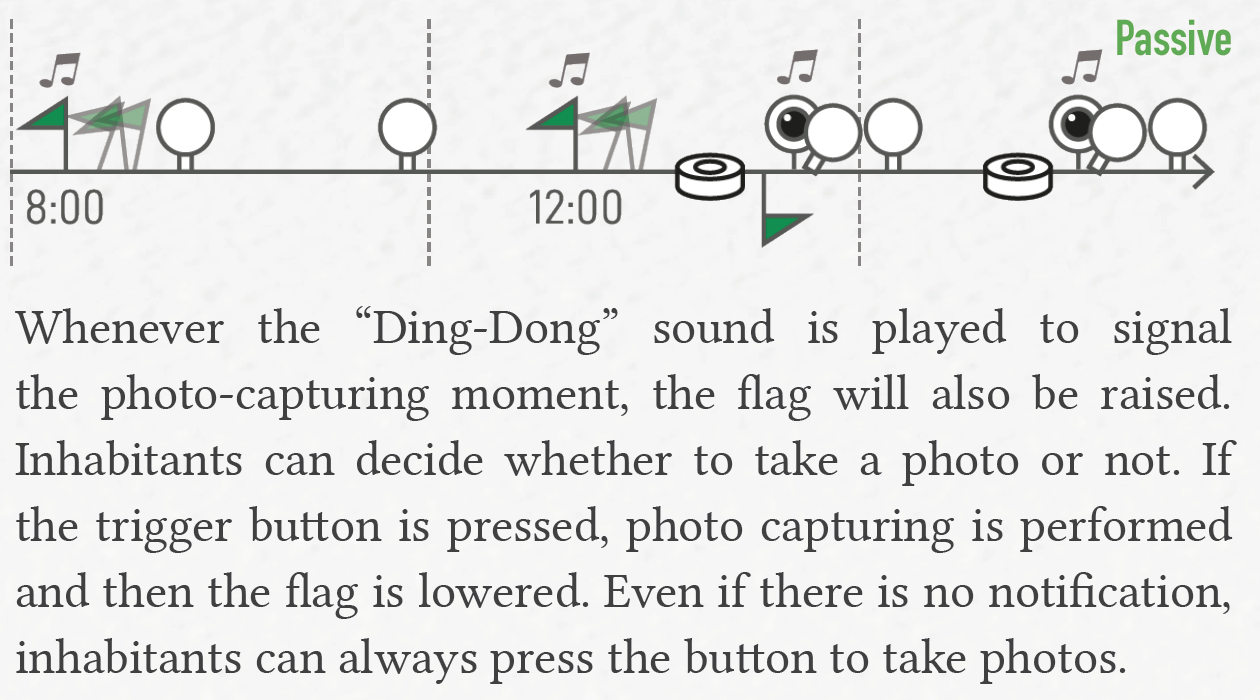 Passive
8:00
12:00
Whenever the “Ding-Dong” sound is played to signal
the photo-capturing moment, the flag will also be raised.
Inhabitants can decide whether to take a photo or not. If
the trigger button is pressed, photo capturing is performed
and then the flag is lowered. Even if there is no notification,
inhabitants can always press the button to take photos.